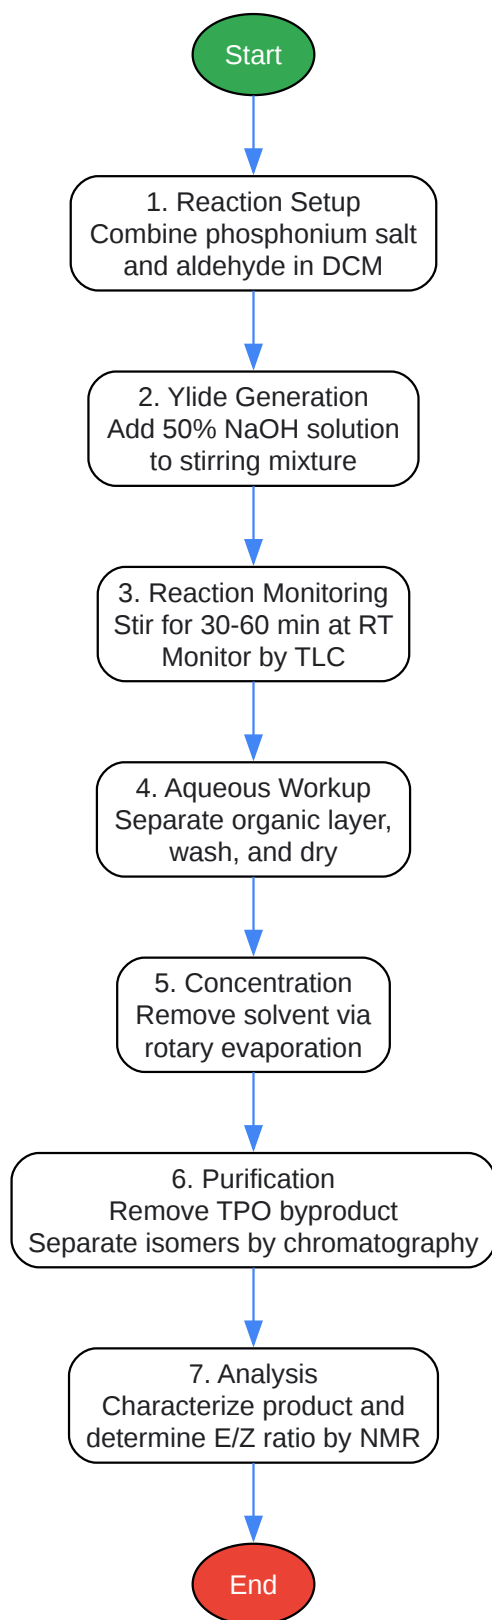 Start
1. Reaction Setup
Combine phosphonium salt
and aldehyde in DCM
2. Ylide Generation
Add 50% NaOH solution
to stirring mixture
3. Reaction Monitoring
Stir for 30-60 min at RT
Monitor by TLC
4. Aqueous Workup
Separate organic layer,
wash, and dry
5. Concentration
Remove solvent via
rotary evaporation
6. Purification
Remove TPO byproduct
Separate isomers by chromatography
7. Analysis
Characterize product and
determine E/Z ratio by NMR
End